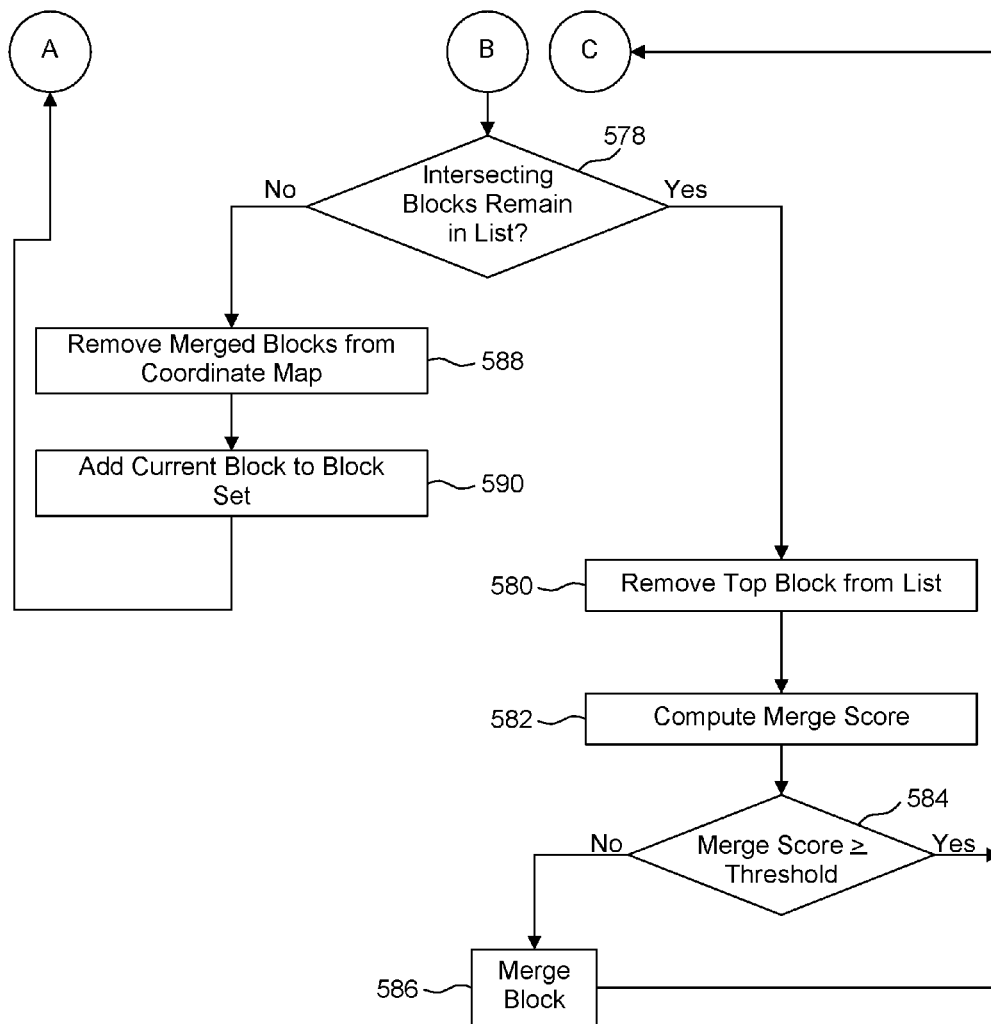 A
B
C
578
Intersecting
Blocks Remain
in List?
No
Yes
Remove Merged Blocks from
Coordinate Map
588
Add Current Block to Block
Set
590
580
Remove Top Block from List
582
Compute Merge Score
584
No
Merge Score ≥
Threshold
Yes
586
Merge
Block